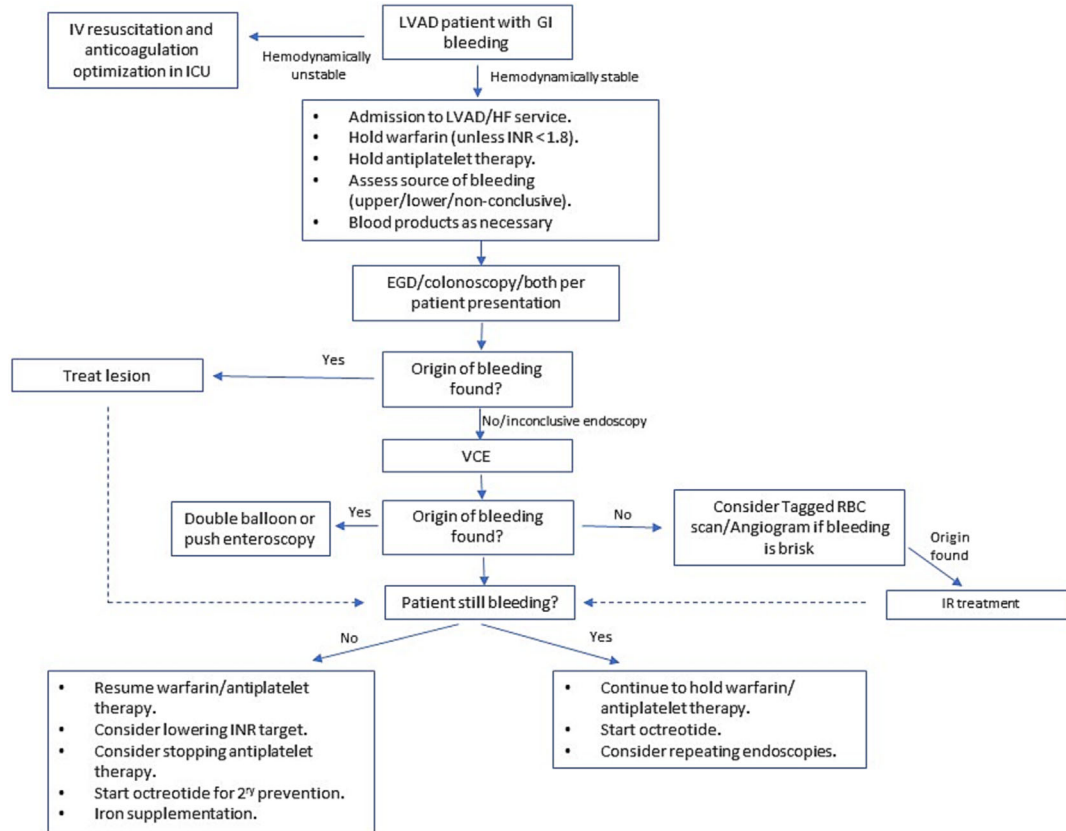 IV resuscitation and
anticoagulation
optimization in ICU
LVAD patient with GI
bleeding
Hemodynamically
unstable
Hemodynamically stable
• Admission to LVAD/HF service.
• Hold warfarin (unless INR <1.8).
• Hold antiplatelet therapy.
• Assess source of bleeding
(upper/lower/non-conclusive).
• Blood products as necessary
EGD/colonoscopy/both per
patient presentation
Yes
Treat lesion
Origin of bleeding
found?
No/inconclusive endoscopy
VCE
Double balloon or
push enteroscopy
Yes
Origin of bleeding
found?
No
Consider Tagged RBC
scan/Angiogram if bleeding
is brisk
Origin
found
Patient still bleeding?
IR treatment
No
Yes
• Resume warfarin/antiplatelet
therapy.
• Consider lowering INR target.
• Consider stopping antiplatelet
therapy.
• Start octreotide for 2ʳʸ prevention.
• Iron supplementation.
• Continue to hold warfarin/
antiplatelet therapy.
• Start octreotide.
• Consider repeating endoscopies.